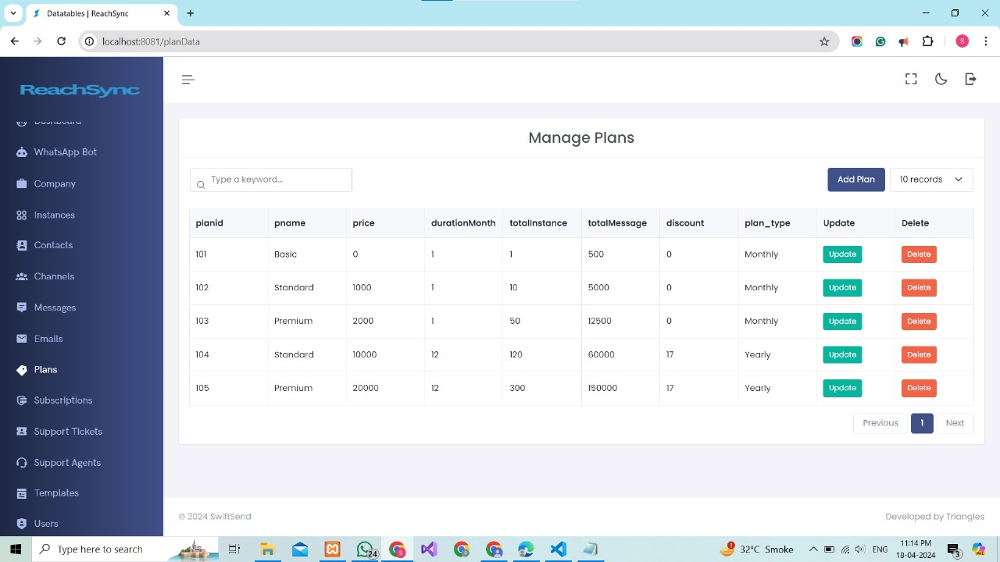 Datatables | ReachSync
localhost:8081/planData
S
ReachSync
Dashboard
WhatsApp Bot
Company
Instances
Contacts
Channels
Messages
Emails
Plans
Subscriptions
Support Tickets
Support Agents
Templates
Users
Manage Plans
Type a keyword...
Add Plan
10 records
planid pname price durationMonth totalInstance totalMessage discount plan_type Update Delete
101 Basic 0 1 1 500 0 Monthly Update Delete
102 Standard 1000 1 10 5000 0 Monthly Update Delete
103 Premium 2000 1 50 12500 0 Monthly Update Delete
104 Standard 10000 12 120 60000 17 Yearly Update Delete
105 Premium 20000 12 300 150000 17 Yearly Update Delete
Previous 1 Next
© 2024 SwiftSend
Developed by Triangles
Type here to search
24
S
1
32°C Smoke
ENG
11:14 PM
18-04-2024
3